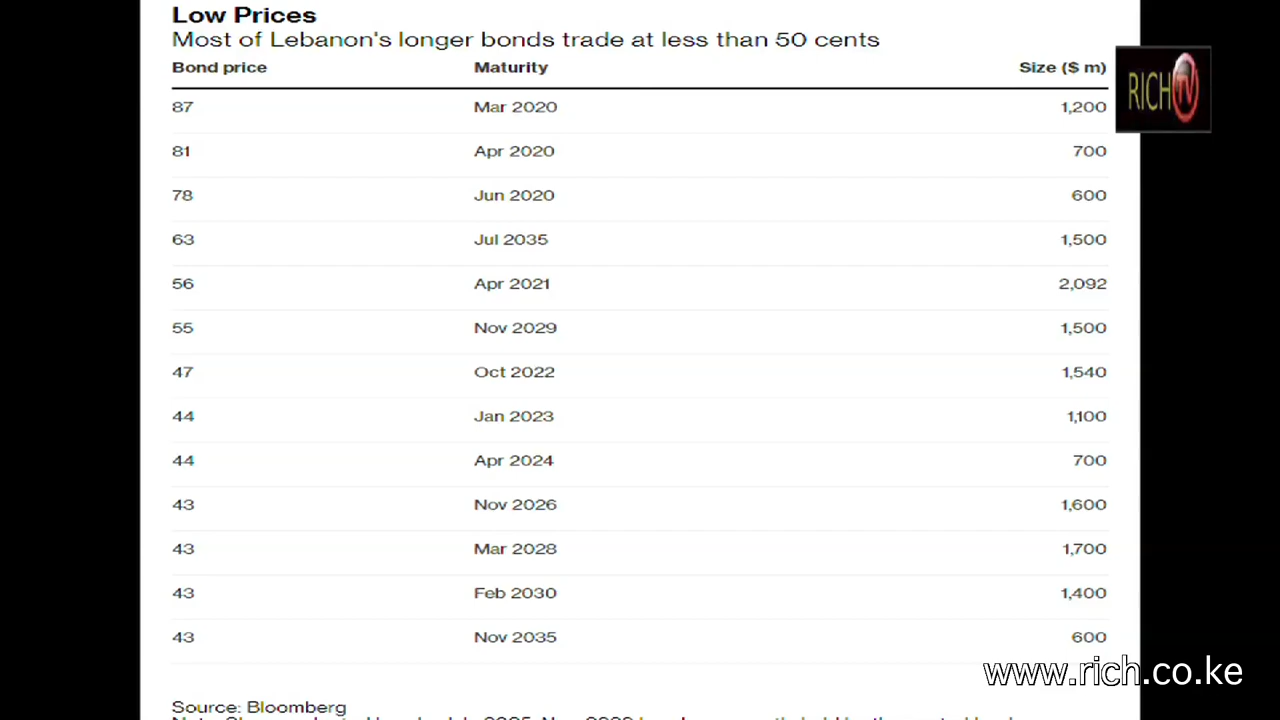 Low Prices
Most of Lebanon's longer bonds trade at less than 50 cents
Bond price Maturity Size ($ m)
RICH TV
87 Mar 2020 1,200
81 Apr 2020 700
78 Jun 2020 600
63 Jul 2035 1,500
56 Apr 2021 2,092
55 Nov 2029 1,500
47 Oct 2022 1,540
44 Jan 2023 1,100
44 Apr 2024 700
43 Nov 2026 1,600
43 Mar 2028 1,700
43 Feb 2030 1,400
43 Nov 2035 600
www.rich.co.ke
Source: Bloomberg